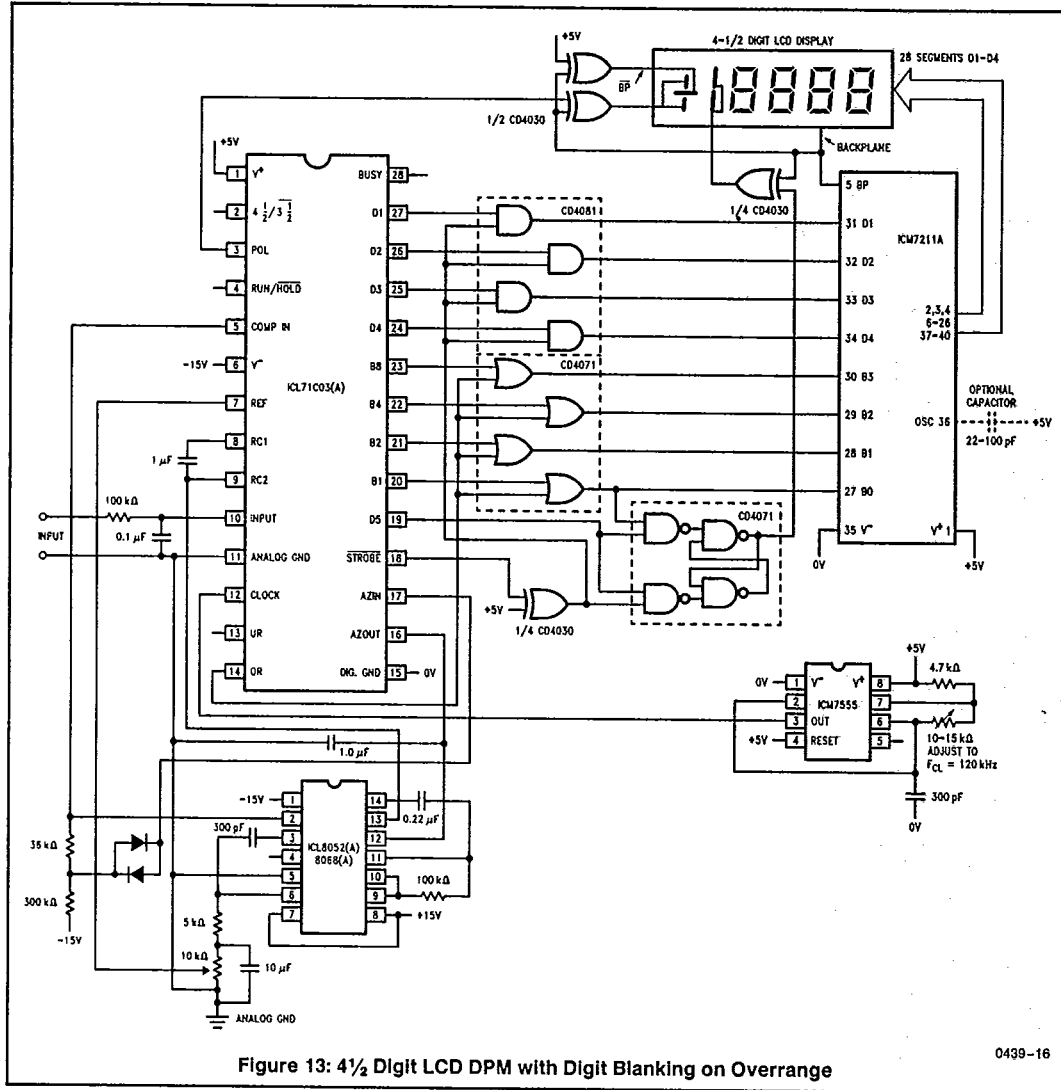 +5V
4-1/2 DIGIT LCD DISPLAY
28 SEGMENTS D1-D4
BP
1/2 CD4030
BACKPLANE
1/4 CD4030
+5V
1 V+
2 4 1/2/3 1/2
3 POL
4 RUN/HOLD
5 COMP IN
-15V 6 V-
7 REF
8 RC1
9 RC2
10 INPUT
11 ANALOG GND
12 CLOCK
13 UR
14 OR
ICL71C03(A)
BUSY 28
D1 27
D2 26
D3 25
D4 24
B8 23
B4 22
B2 21
B1 20
D5 19
STROBE 18
AZIN 17
AZOUT 16
DIG. GND 15 0V
1 μF
100 kΩ
INPUT
0.1 μF
CD4081
CD4071
CD4071
+5V
1/4 CD4030
5 BP
31 D1
ICM7211A
32 D2
33 D3
34 D4
30 B3
29 B2
28 B1
27 B0
35 V-
0V
2,3,4
6-26
37-40
OSC 36
V+ 1
+5V
OPTIONAL
CAPACITOR
+5V
22-100 pF
+5V
4.7 kΩ
0V 1 V-
2
3 OUT
+5V 4 RESET
ICM7555
V+ 8
7
6
5
10-15 kΩ
ADJUST TO
FCL = 120 kHz
300 pF
0V
1.0 μF
-15V 1
2
3
4
5
6
7
ICL8052(A)
8068(A)
14
13
12
11
10
9
8
0.22 μF
100 kΩ
+15V
300 pF
36 kΩ
300 kΩ
-15V
5 kΩ
10 kΩ
10 μF
ANALOG GND
Figure 13: 4½ Digit LCD DPM with Digit Blanking on Overrange
0439-16